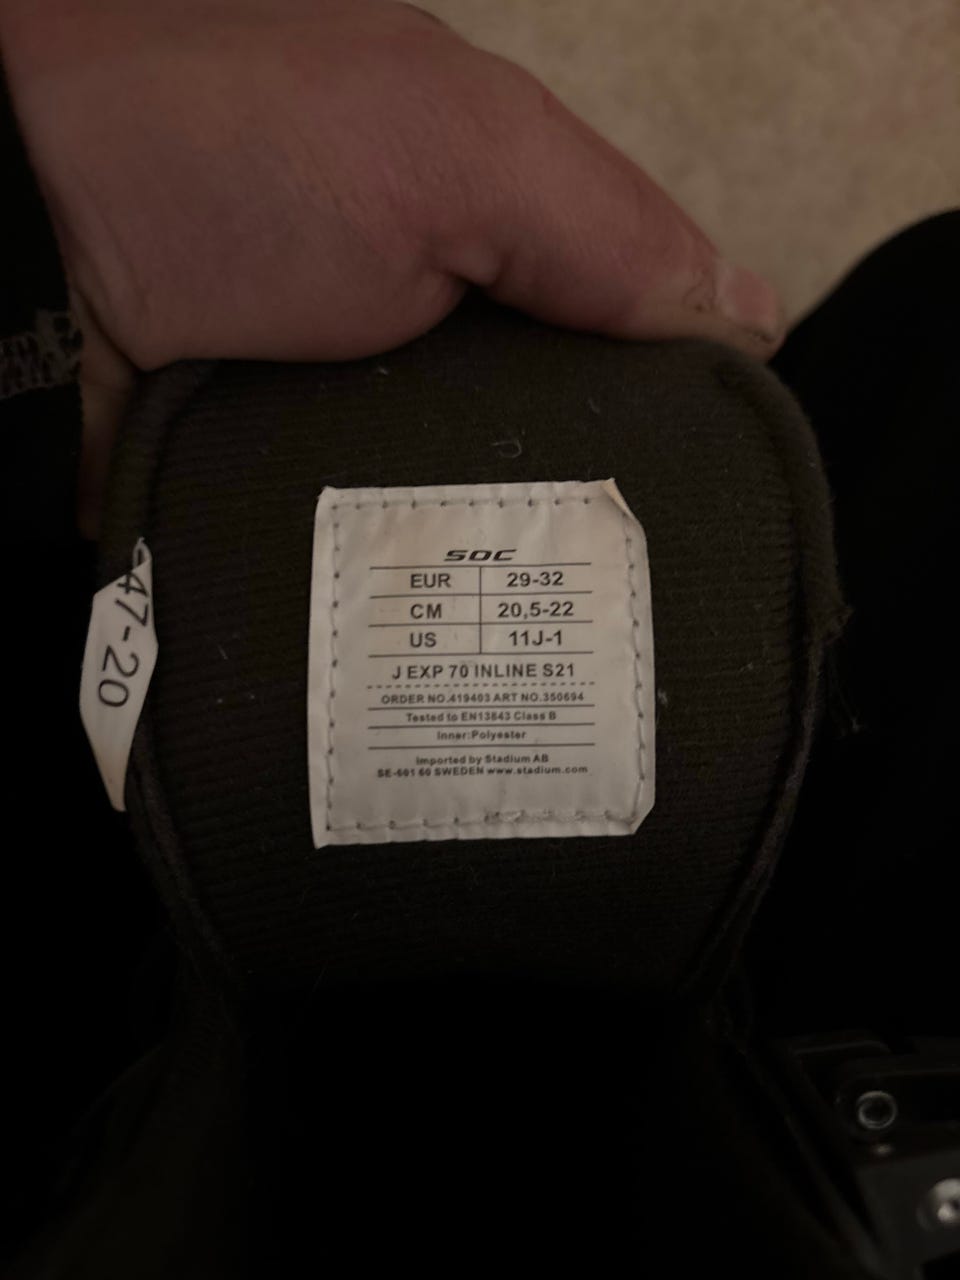 SOC
EUR 29-32
CM 20,5-22
US 11J-1
J EXP 70 INLINE S21
ORDER NO.419403 ART NO.350694
Tested to EN13843 Class B
Inner:Polyester
Imported by Stadium AB
SE-601 60 SWEDEN www.stadium.com
47-20